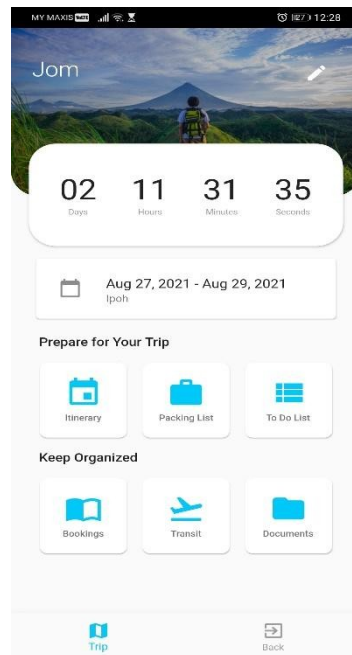 MY MAXIS 12:28
Jom
02 11 31 35
Days Hours Minutes Seconds
Aug 27, 2021 - Aug 29, 2021
Ipoh
Prepare for Your Trip
Itinerary Packing List To Do List
Keep Organized
Bookings Transit Documents
Trip Back